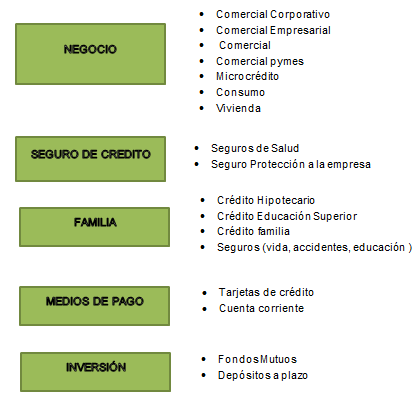 NEGOCIO
• Comercial Corporativo
• Comercial Empresarial
• Comercial
• Comercial pymes
• Microcrédito
• Consumo
• Vivienda
SEGURO DE CREDITO
• Seguros de Salud
• Seguro Protección a la empresa
FAMILIA
• Crédito Hipotecario
• Crédito Educación Superior
• Crédito familia
• Seguros (vida, accidentes, educación )
MEDIOS DE PAGO
• Tarjetas de crédito
• Cuenta corriente
INVERSIÓN
• Fondos Mutuos
• Depósitos a plazo